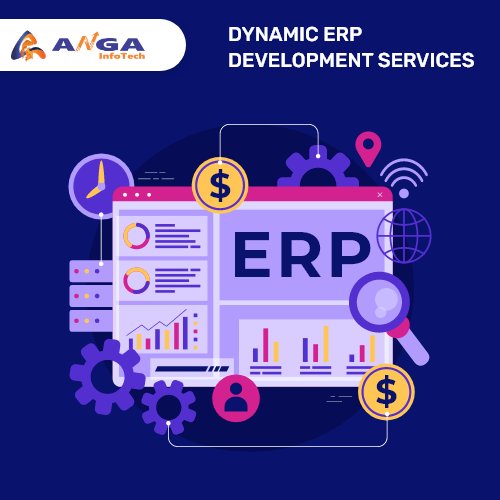 ANGA
InfoTech
DYNAMIC ERP
DEVELOPMENT SERVICES
$
ERP
$